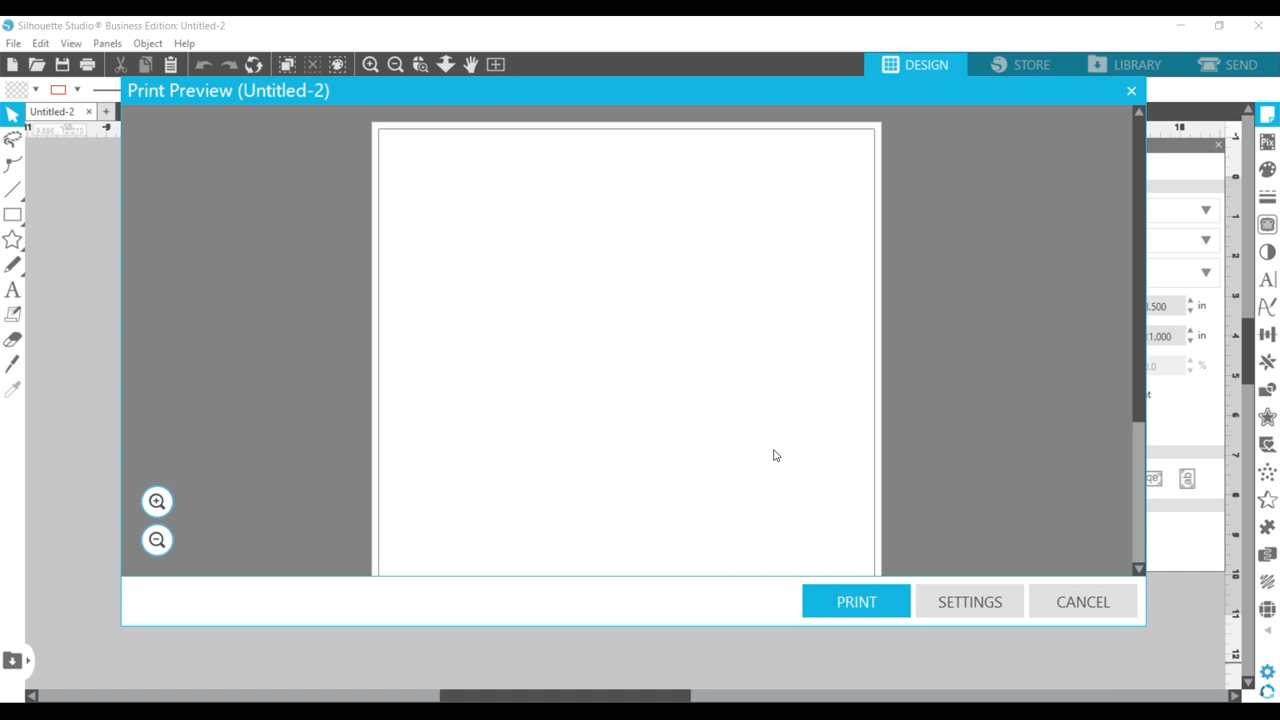 Silhouette Studio® Business Edition: Untitled-2
File Edit View Panels Object Help
DESIGN STORE LIBRARY SEND
Print Preview (Untitled-2)
Untitled-2
in
in
%
PRINT SETTINGS CANCEL